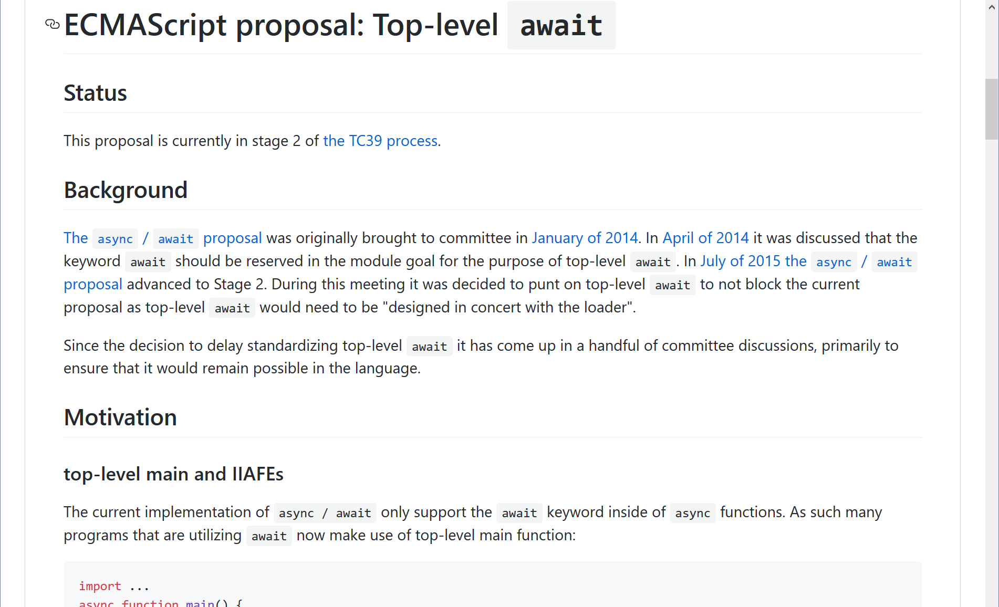 ECMAScript proposal: Top-level await
Status
This proposal is currently in stage 2 of the TC39 process.
Background
The async / await proposal was originally brought to committee in January of 2014. In April of 2014 it was discussed that the
keyword await should be reserved in the module goal for the purpose of top-level await. In July of 2015 the async / await
proposal advanced to Stage 2. During this meeting it was decided to punt on top-level await to not block the current
proposal as top-level await would need to be "designed in concert with the loader".
Since the decision to delay standardizing top-level await it has come up in a handful of committee discussions, primarily to
ensure that it would remain possible in the language.
Motivation
top-level main and IIAFEs
The current implementation of async / await only support the await keyword inside of async functions. As such many
programs that are utilizing await now make use of top-level main function:
import ...
async function main() {